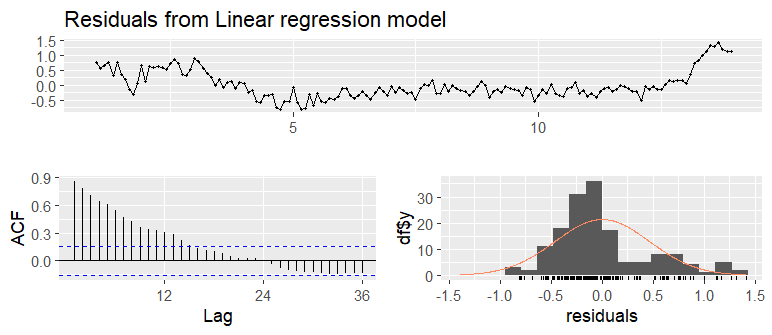 Residuals from Linear regression model
1.5
1.0
0.5
0.0
-0.5
5 10
0.9
0.6
0.3
0.0
ACF
12 24 36
Lag
30
20
10
0
df$y
-1.5 -1.0 -0.5 0.0 0.5 1.0 1.5
residuals